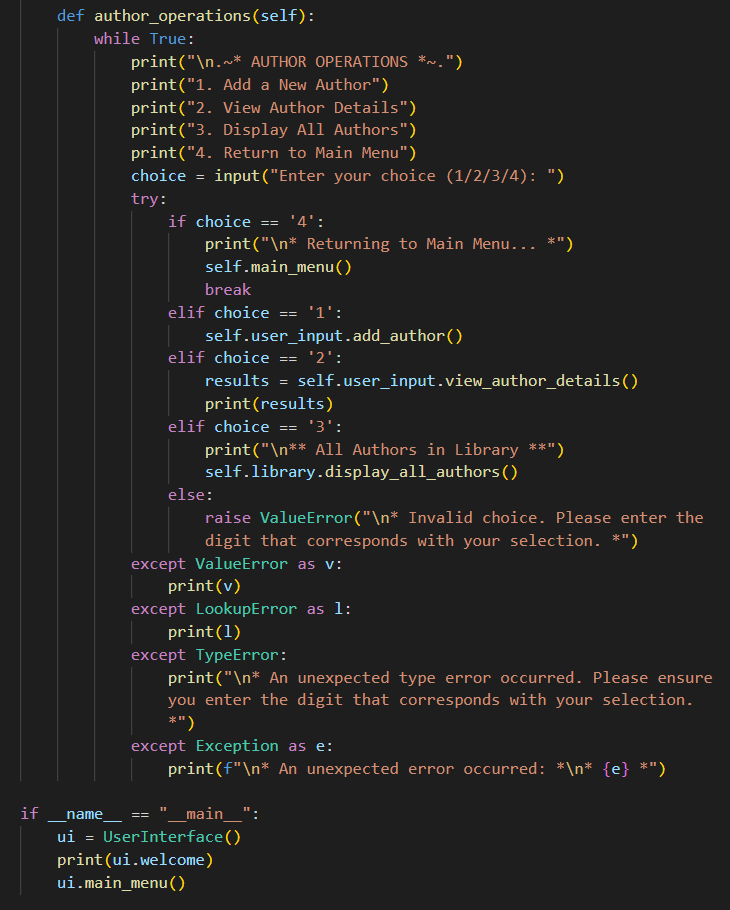 def author_operations(self):
while True:
print("\n.~* AUTHOR OPERATIONS *~.")
print("1. Add a New Author")
print("2. View Author Details")
print("3. Display All Authors")
print("4. Return to Main Menu")
choice = input("Enter your choice (1/2/3/4): ")
try:
if choice == '4':
print("\n* Returning to Main Menu... *")
self.main_menu()
break
elif choice == '1':
self.user_input.add_author()
elif choice == '2':
results = self.user_input.view_author_details()
print(results)
elif choice == '3':
print("\n** All Authors in Library **")
self.library.display_all_authors()
else:
raise ValueError("\n* Invalid choice. Please enter the
digit that corresponds with your selection. *")
except ValueError as v:
print(v)
except LookupError as l:
print(l)
except TypeError:
print("\n* An unexpected type error occurred. Please ensure
you enter the digit that corresponds with your selection.
*")
except Exception as e:
print(f"\n* An unexpected error occurred: *\n* {e} *")
if __name__ == "__main__":
ui = UserInterface()
print(ui.welcome)
ui.main_menu()